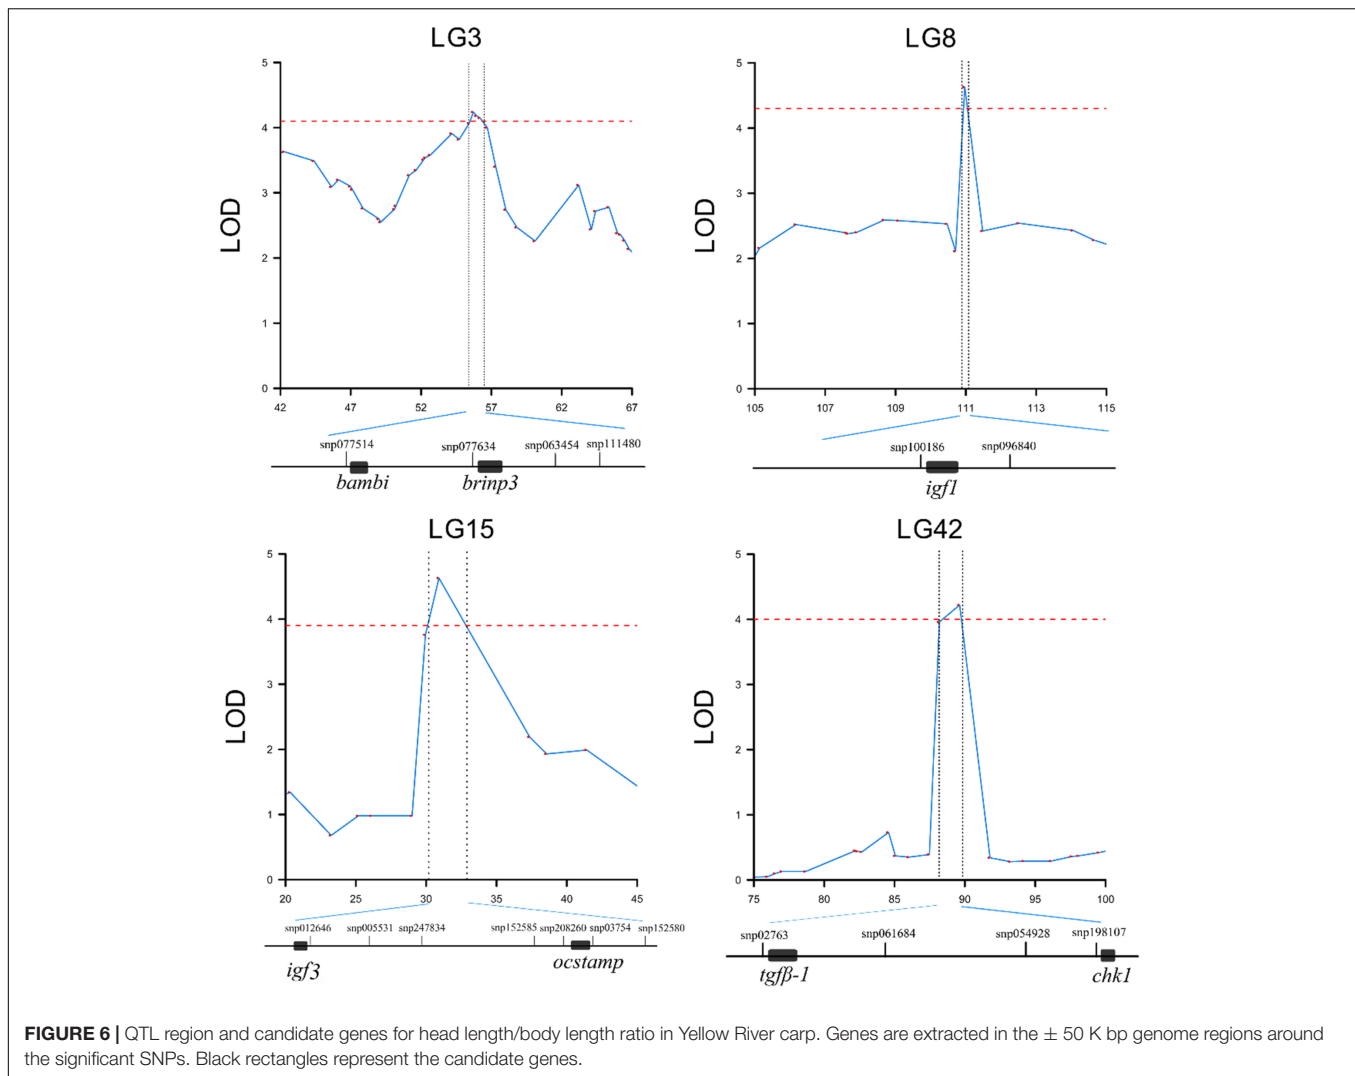 LG3
5
4
3
2
1
0
LOD
42 47 52 57 62 67
snp077514 snp077634 snp063454 snp111480
bambi brinp3
LG8
5
4
3
2
1
0
LOD
105 107 109 111 113 115
snp100186 snp096840
igf1
LG15
5
4
3
2
1
0
LOD
20 25 30 35 40 45
snp012646 snp005531 snp247834 snp152585 snp208260 snp03754 snp152580
igf3 ocstamp
LG42
5
4
3
2
1
0
LOD
75 80 85 90 95 100
snp02763 snp061684 snp054928 snp198107
tgfβ-1 chk1
FIGURE 6 | QTL region and candidate genes for head length/body length ratio in Yellow River carp. Genes are extracted in the ± 50 K bp genome regions around
the significant SNPs. Black rectangles represent the candidate genes.